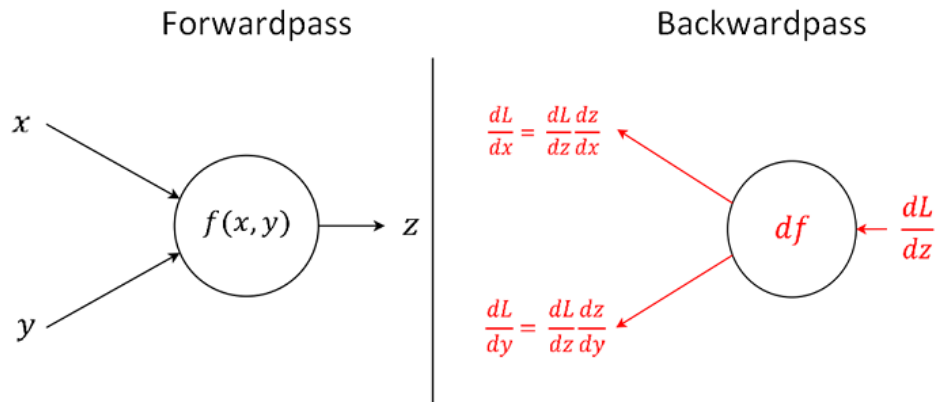 Forwardpass
x
f(x, y)
z
y
Backwardpass
dL/dx = dL/dz dz/dx
df
dL/dz
dL/dy = dL/dz dz/dy